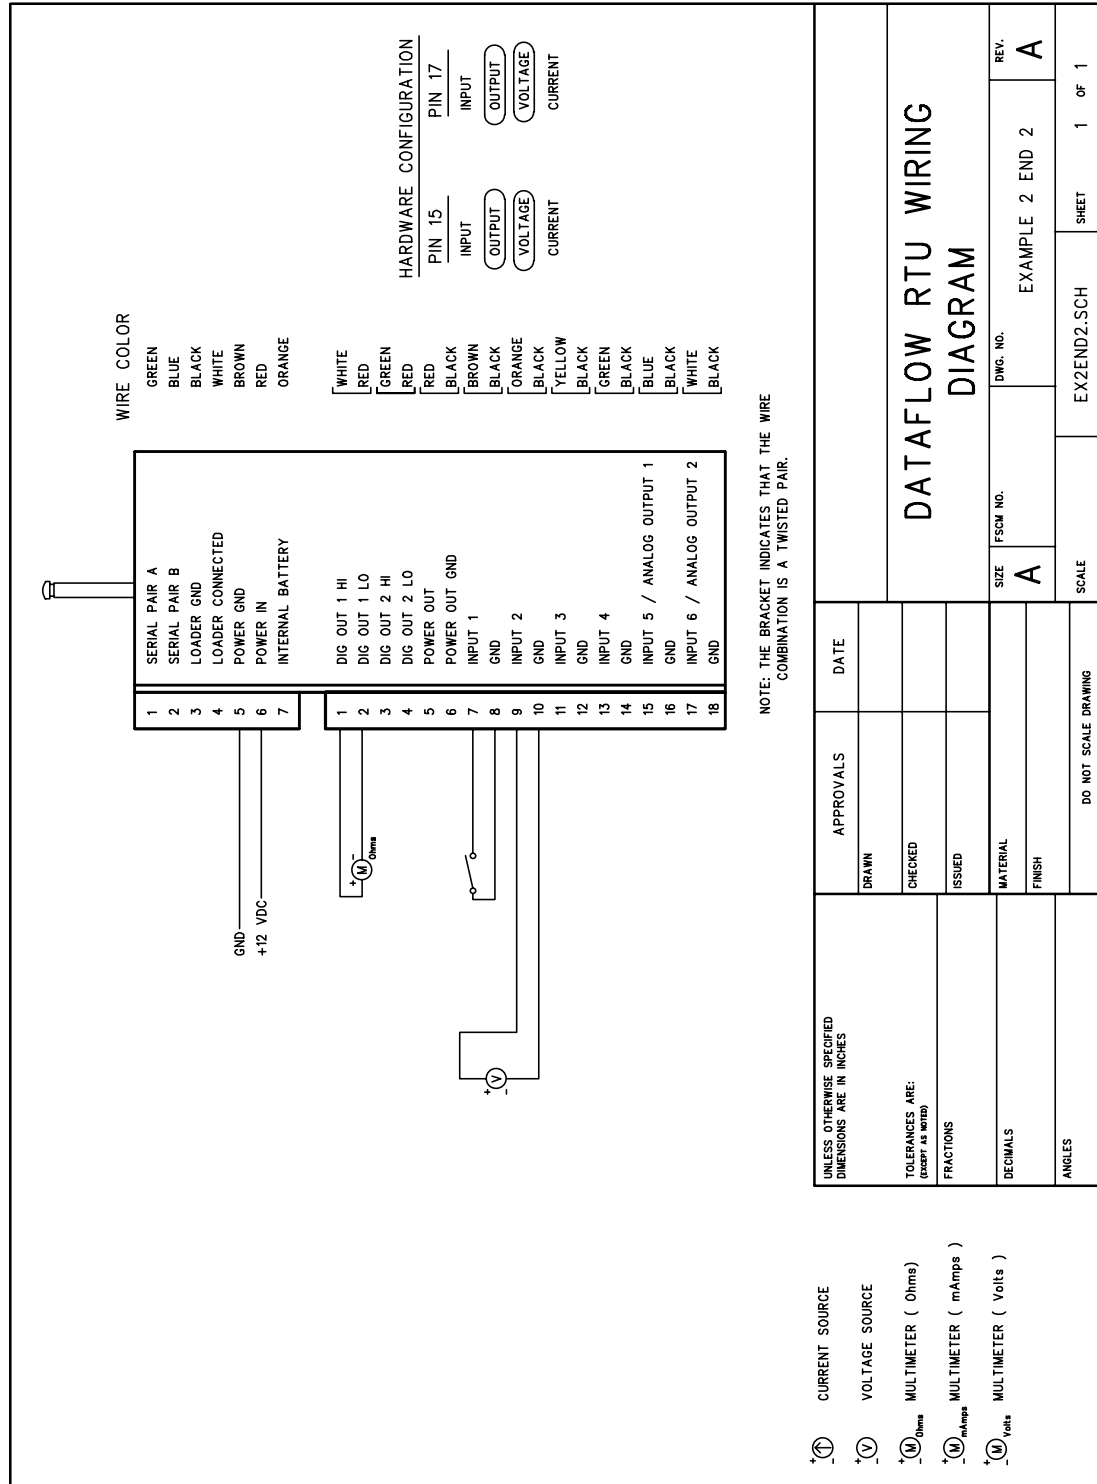 WIRE COLOR
1 SERIAL PAIR A GREEN
2 SERIAL PAIR B BLUE
3 LOADER GND BLACK
4 LOADER CONNECTED WHITE
GND 5 POWER GND BROWN
+12 VDC 6 POWER IN RED
7 INTERNAL BATTERY ORANGE
1 DIG OUT 1 HI WHITE
2 DIG OUT 1 LO RED
3 DIG OUT 2 HI GREEN
4 DIG OUT 2 LO RED
5 POWER OUT RED
6 POWER OUT GND BLACK
7 INPUT 1 BROWN
8 GND BLACK
9 INPUT 2 ORANGE
10 GND BLACK
11 INPUT 3 YELLOW
12 GND BLACK
13 INPUT 4 GREEN
14 GND BLACK
15 INPUT 5 / ANALOG OUTPUT 1 BLUE
16 GND BLACK
17 INPUT 6 / ANALOG OUTPUT 2 WHITE
18 GND BLACK
+ M -
Ohms
+ V -
HARDWARE CONFIGURATION
PIN 15 PIN 17
INPUT INPUT
OUTPUT OUTPUT
VOLTAGE VOLTAGE
CURRENT CURRENT
NOTE: THE BRACKET INDICATES THAT THE WIRE
COMBINATION IS A TWISTED PAIR.
+ - CURRENT SOURCE
+ V - VOLTAGE SOURCE
+ M - Ohms MULTIMETER ( Ohms)
+ M - mAmps MULTIMETER ( mAmps )
+ M - Volts MULTIMETER ( Volts )
UNLESS OTHERWISE SPECIFIED
DIMENSIONS ARE IN INCHES
TOLERANCES ARE:
(EXCEPT AS NOTED)
FRACTIONS
DECIMALS
ANGLES
APPROVALS DATE
DRAWN
CHECKED
ISSUED
MATERIAL
FINISH
DO NOT SCALE DRAWING
DATAFLOW RTU WIRING
DIAGRAM
SIZE FSCM NO. DWG. NO. REV.
A EXAMPLE 2 END 2 A
SCALE EX2END2.SCH SHEET 1 OF 1